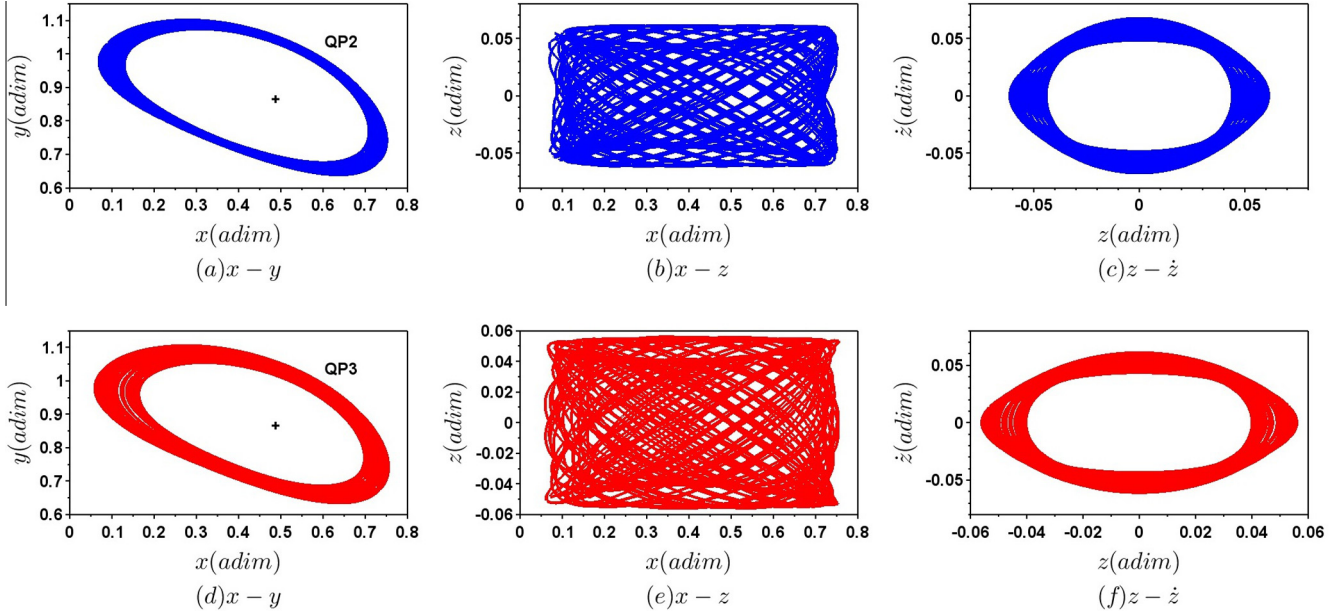 1.1
1
0.9
0.8
0.7
0.6
y(adim)
QP2
0 0.1 0.2 0.3 0.4 0.5 0.6 0.7 0.8
x(adim)
(a)x − y
0.05
0
-0.05
z(adim)
0 0.1 0.2 0.3 0.4 0.5 0.6 0.7 0.8
x(adim)
(b)x − z
0.05
0
-0.05
ż(adim)
-0.05 0 0.05
z(adim)
(c)z − ż
1.1
1
0.9
0.8
0.7
0.6
y(adim)
QP3
0 0.1 0.2 0.3 0.4 0.5 0.6 0.7 0.8
x(adim)
(d)x − y
0.06
0.04
0.02
0
-0.02
-0.04
-0.06
z(adim)
0 0.1 0.2 0.3 0.4 0.5 0.6 0.7 0.8
x(adim)
(e)x − z
0.05
0
-0.05
ż(adim)
-0.06 -0.04 -0.02 0 0.02 0.04 0.06
z(adim)
(f)z − ż